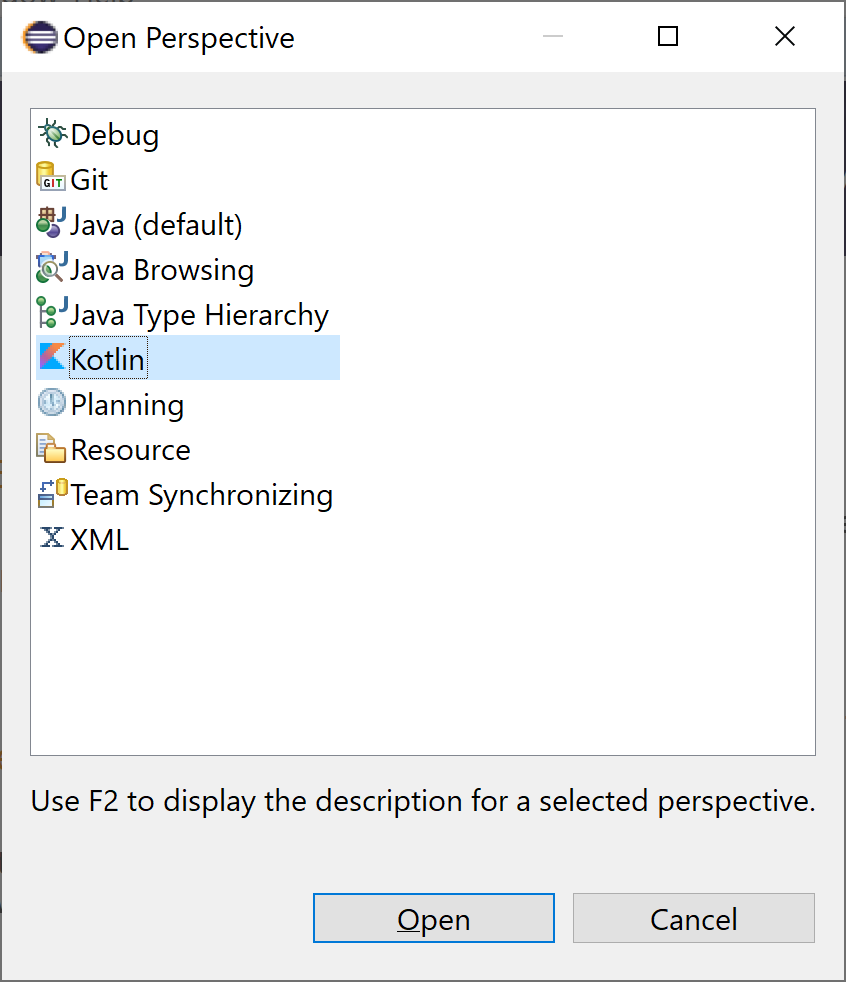 Open Perspective
Debug
GIT Git
Java (default)
Java Browsing
Java Type Hierarchy
Kotlin
Planning
Resource
Team Synchronizing
XML
Use F2 to display the description for a selected perspective.
Open Cancel